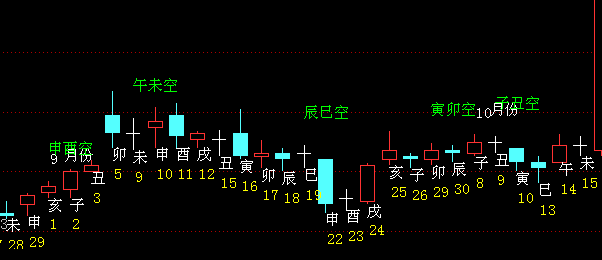 午未空
子丑空
辰巳空
寅卯空
10月份
申酉空
9月份
未
28
申
29
亥
1
子
2
丑
3
卯
5
未
9
申
10
酉
11
戌
12
丑
15
寅
16
卯
17
辰
18
巳
19
申
22
酉
23
戌
24
亥
25
子
26
卯
29
辰
30
子
8
丑
9
寅
10
巳
13
午
14
未
15